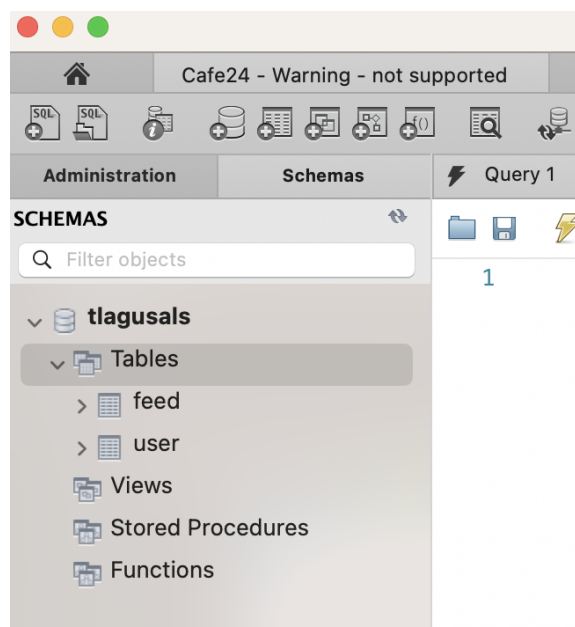 Cafe24 - Warning - not supported
SQL SQL f()
Administration Schemas Query 1
SCHEMAS
Filter objects
1
tlagusals
Tables
feed
user
Views
Stored Procedures
Functions